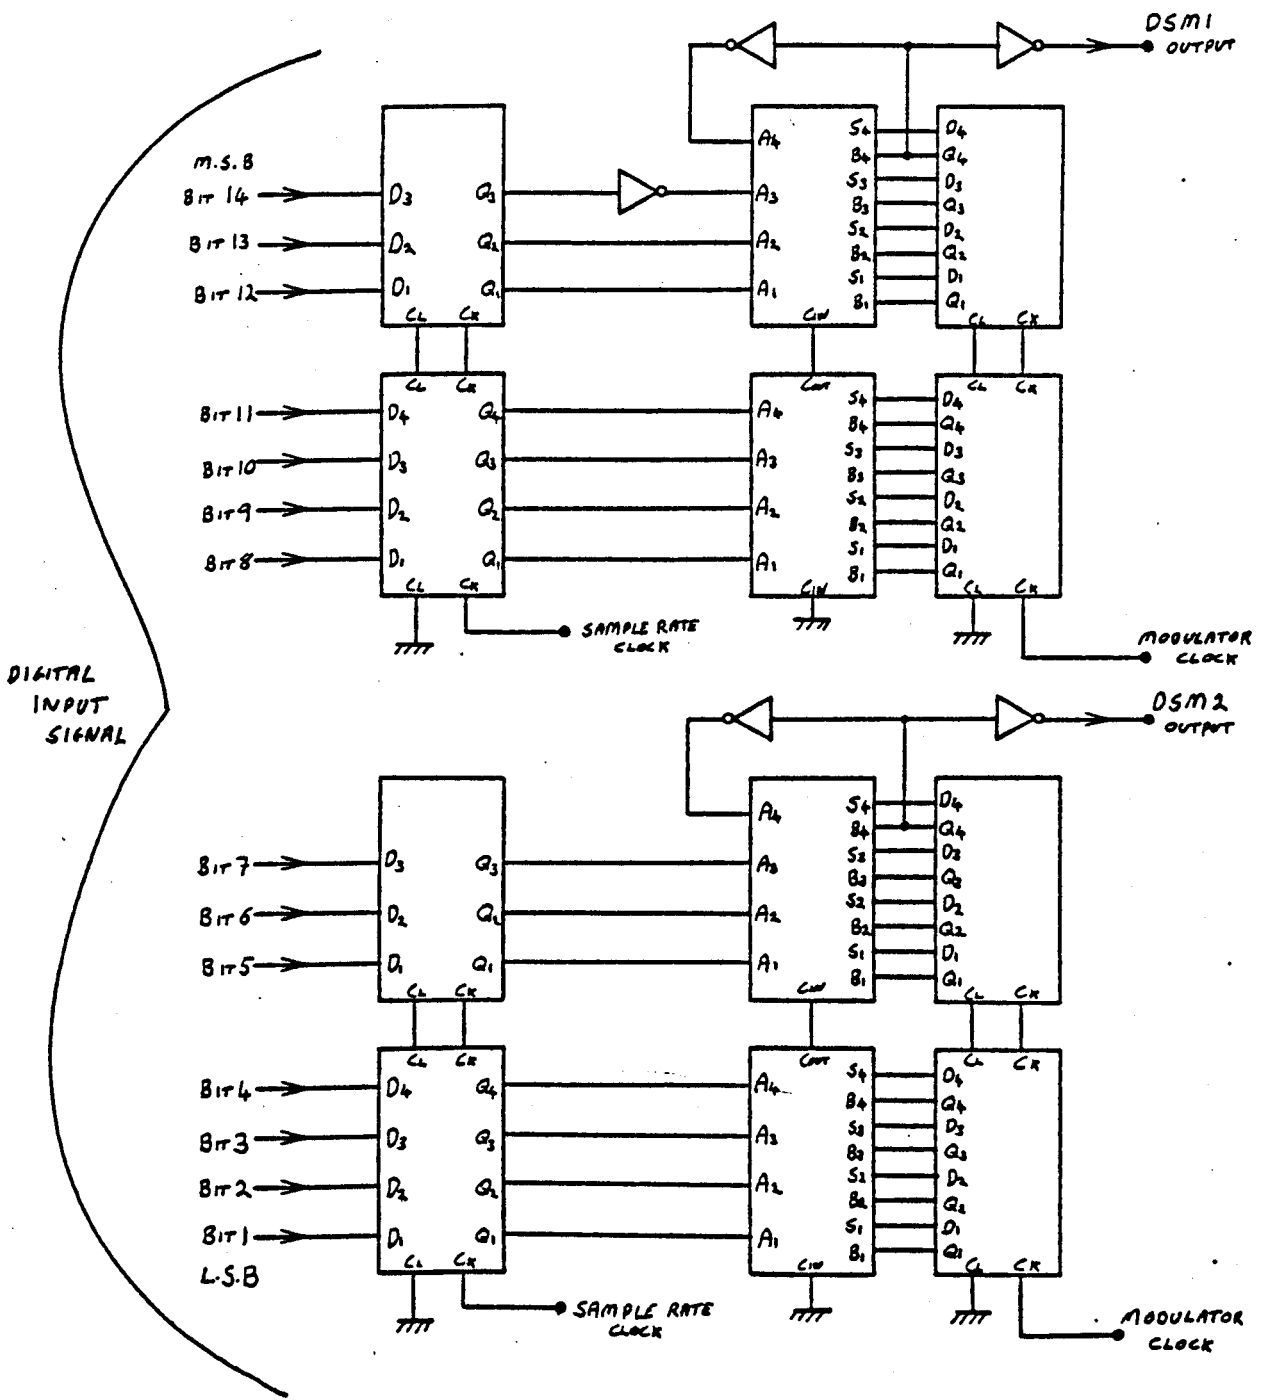 DSM1
OUTPUT
M.S.B
BIT 14
BIT 13
BIT 12
D3
D2
D1
Q3
Q2
Q1
CL CK
A4
A3
A2
A1
CIN
S4
B4
S3
B3
S2
B2
S1
B1
D4
Q4
D3
Q3
D2
Q2
D1
Q1
CL CK
BIT 11
BIT 10
BIT 9
BIT 8
CL CK
D4
D3
D2
D1
Q4
Q3
Q2
Q1
CL CK
COUT
A4
A3
A2
A1
CIN
S4
B4
S3
B3
S2
B2
S1
B1
CL CK
D4
Q4
D3
Q3
D2
Q2
D1
Q1
CL CK
SAMPLE RATE
CLOCK
MODULATOR
CLOCK
DIGITAL
INPUT
SIGNAL
DSM2
OUTPUT
BIT 7
BIT 6
BIT 5
D3
D2
D1
Q3
Q2
Q1
CL CK
A4
A3
A2
A1
CIN
S4
B4
S3
B3
S2
B2
S1
B1
D4
Q4
D3
Q3
D2
Q2
D1
Q1
CL CK
BIT 4
BIT 3
BIT 2
BIT 1
L.S.B
CL CK
D4
D3
D2
D1
Q4
Q3
Q2
Q1
CL CK
COUT
A4
A3
A2
A1
CIN
S4
B4
S3
B3
S2
B2
S1
B1
CL CK
D4
Q4
D3
Q3
D2
Q2
D1
Q1
CL CK
SAMPLE RATE
CLOCK
MODULATOR
CLOCK